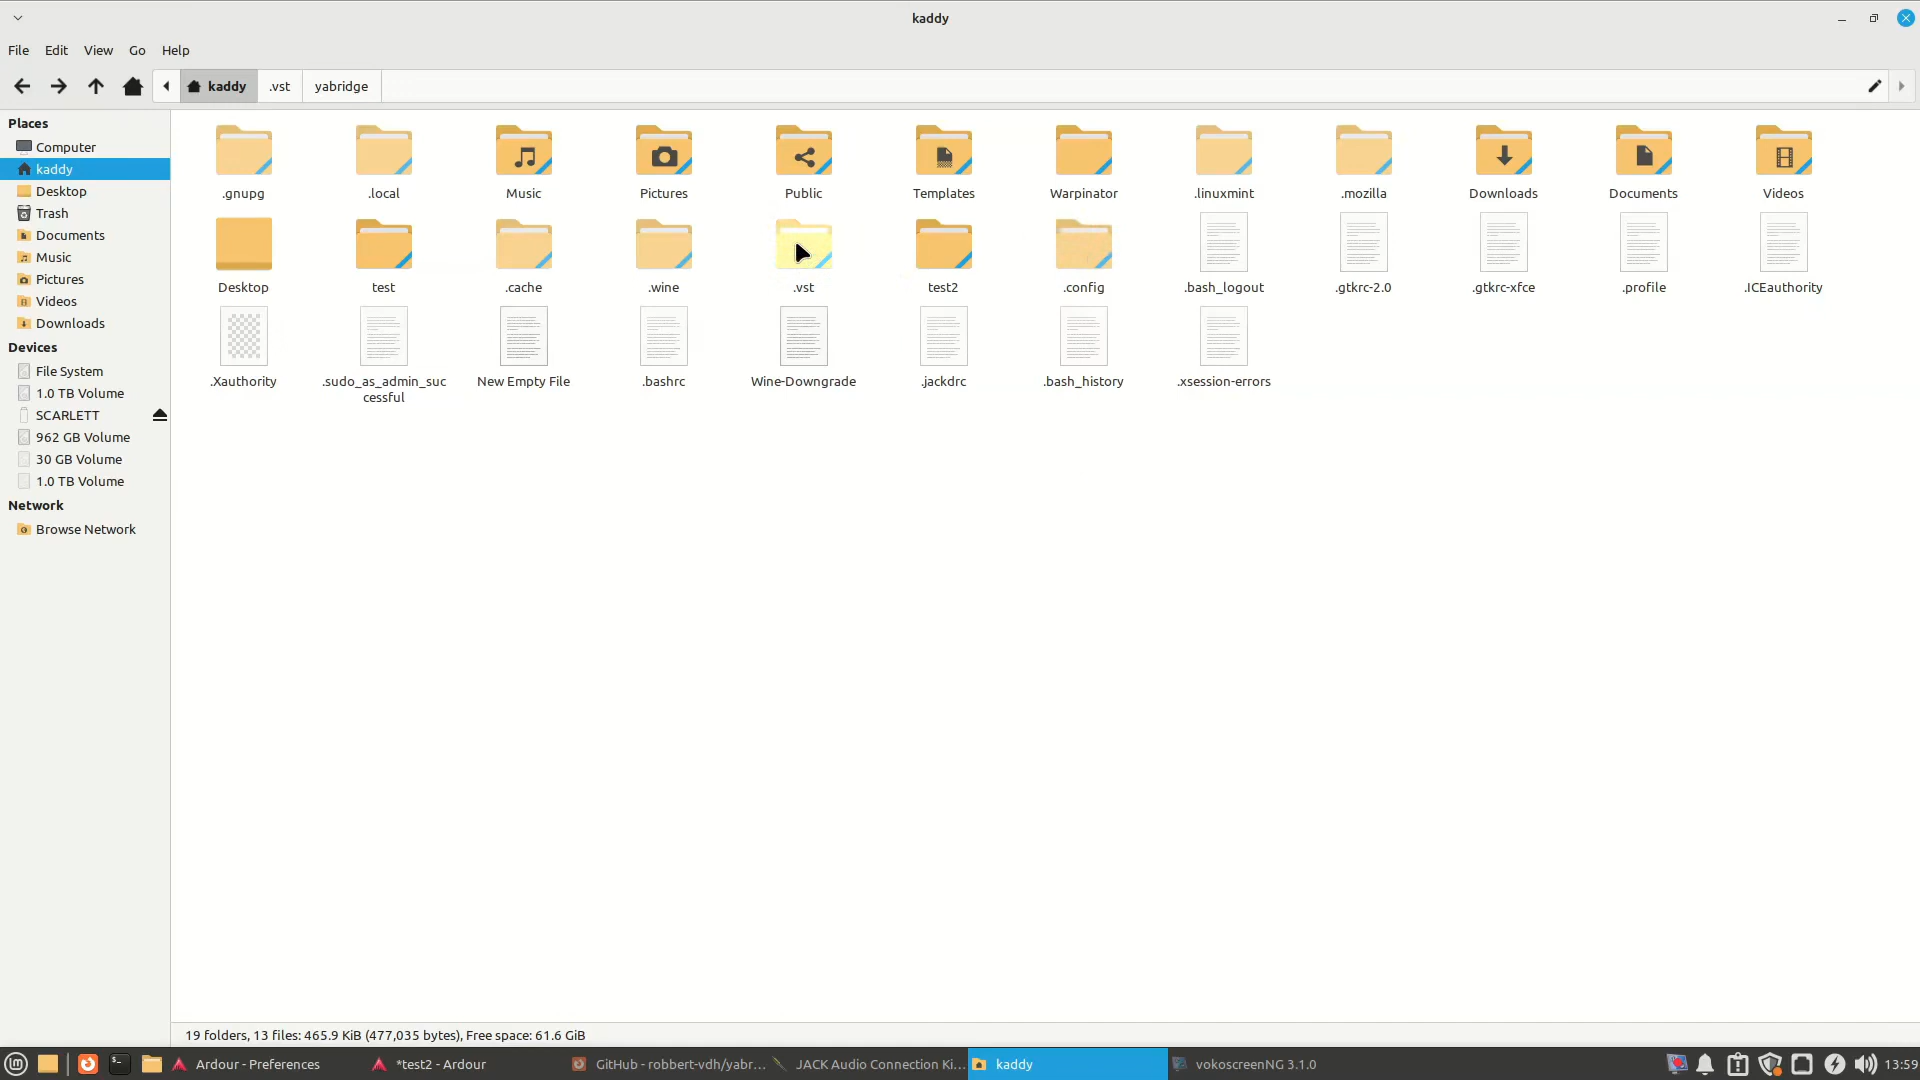 kaddy
File Edit View Go Help
kaddy .vst yabridge
Places
Computer
kaddy
Desktop
Trash
Documents
Music
Pictures
Videos
Downloads
Devices
File System
1.0 TB Volume
SCARLETT
962 GB Volume
30 GB Volume
1.0 TB Volume
Network
Browse Network
.gnupg .local Music Pictures Public Templates Warpinator .linuxmint .mozilla Downloads Documents Videos
Desktop test .cache .wine .vst test2 .config .bash_logout .gtkrc-2.0 .gtkrc-xfce .profile .ICEauthority
.Xauthority .sudo_as_admin_suc New Empty File .bashrc Wine-Downgrade .jackdrc .bash_history .xsession-errors
cessful
19 folders, 13 files: 465.9 KiB (477,035 bytes), Free space: 61.6 GiB
Ardour - Preferences *test2 - Ardour GitHub - robbert-vdh/yabr... JACK Audio Connection Ki... kaddy vokoscreenNG 3.1.0 13:59